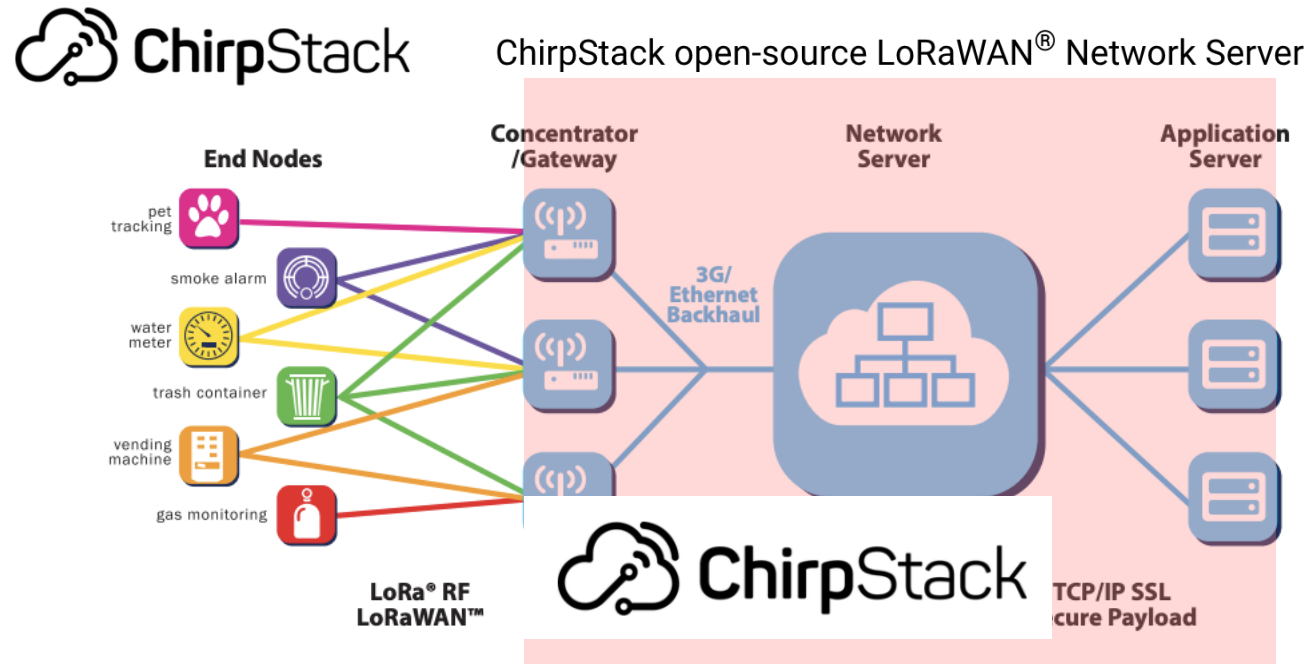 ChirpStack
ChirpStack open-source LoRaWAN® Network Server
End Nodes
Concentrator
/Gateway
Network
Server
Application
Server
pet
tracking
smoke alarm
water
meter
trash container
vending
machine
gas monitoring
3G/
Ethernet
Backhaul
LoRa® RF
LoRaWAN™
ChirpStack
TCP/IP SSL
Payload